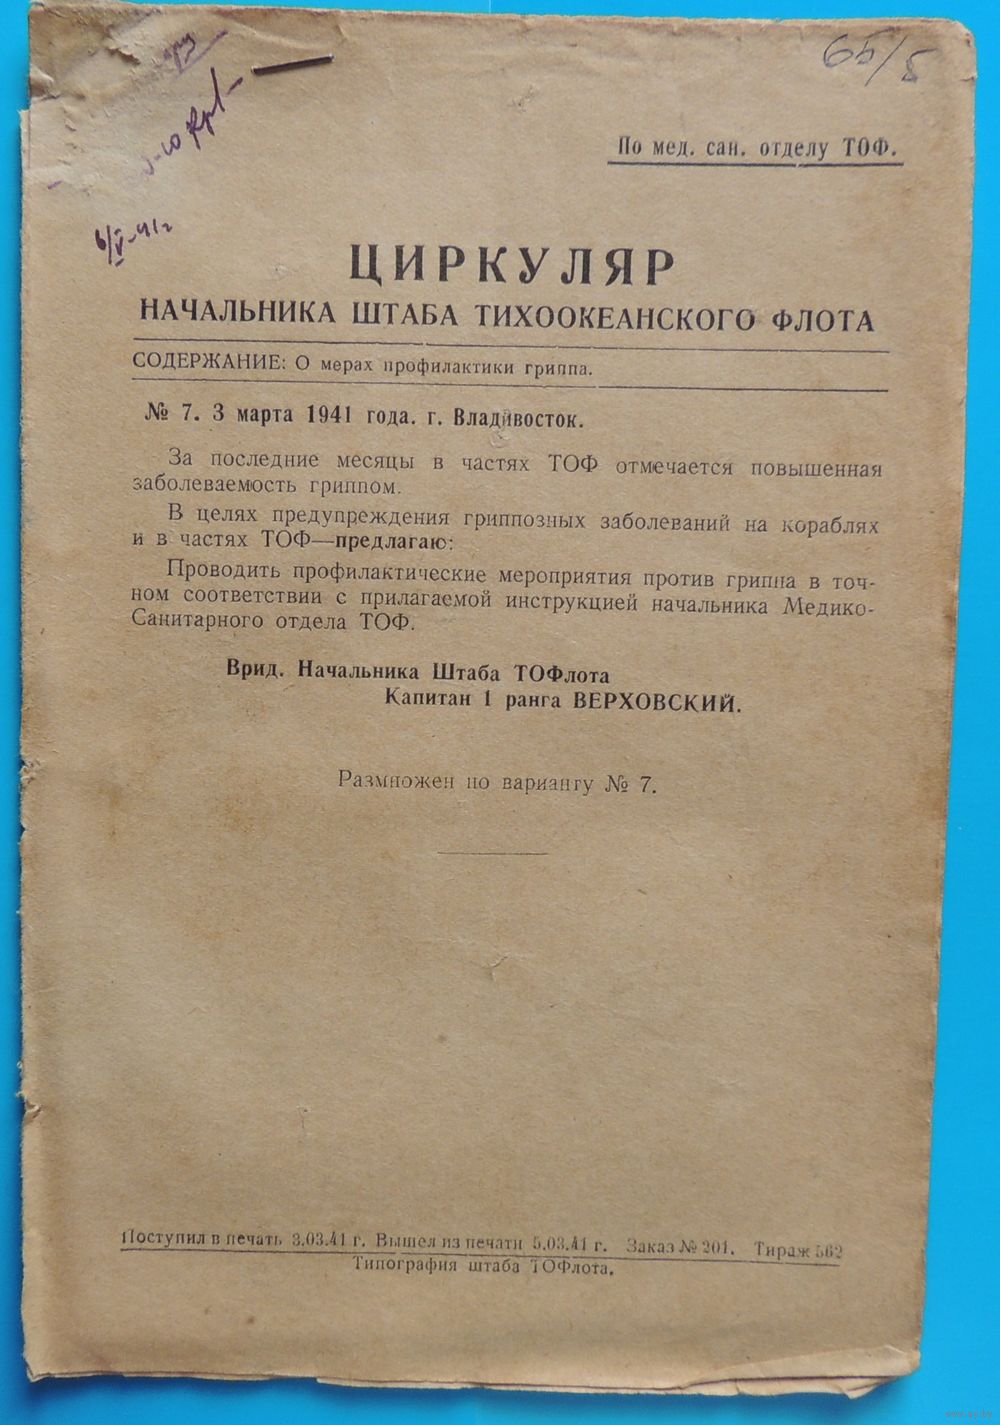 65/5
По мед. сан. отделу ТОФ.
6/V-41г
ЦИРКУЛЯР
НАЧАЛЬНИКА ШТАБА ТИХООКЕАНСКОГО ФЛОТА
СОДЕРЖАНИЕ: О мерах профилактики гриппа.
№ 7. 3 марта 1941 года. г. Владивосток.
За последние месяцы в частях ТОФ отмечается повышенная
заболеваемость гриппом.
В целях предупреждения гриппозных заболеваний на кораблях
и в частях ТОФ—предлагаю:
Проводить профилактические мероприятия против гриппа в точ-
ном соответствии с прилагаемой инструкцией начальника Медико-
Санитарного отдела ТОФ.
Врид. Начальника Штаба ТОФлота
Капитан 1 ранга ВЕРХОВСКИЙ.
Размножен по варианту № 7.
Поступил в печать 3.03.41 г. Вышел из печати 5.03.41 г. Заказ № 201. Тираж 562
Типография штаба ТОФлота.